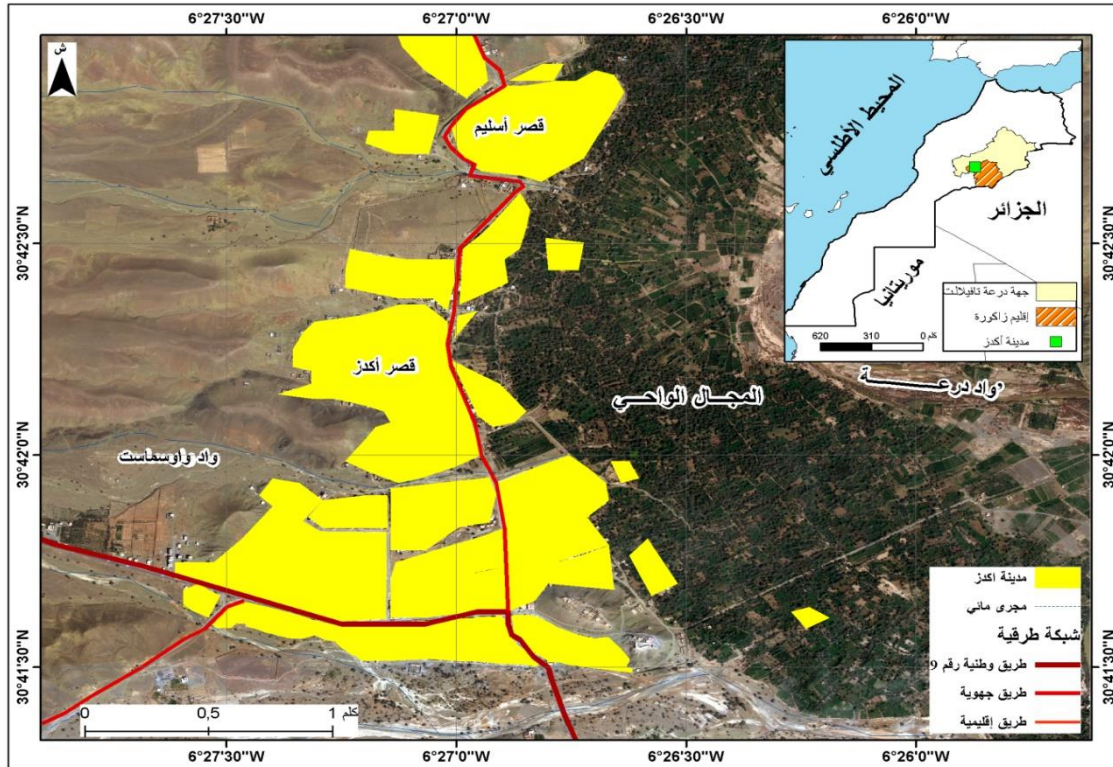 6°27'30"W 6°27'0"W 6°26'30"W 6°26'0"W
ش
قصر أسليم
30°42'30"N
30°42'30"N
قصر أكدز
المجـــال الواحـــي
واد درعـــــــــة
واد واوسماست
30°42'0"N
30°42'0"N
30°41'30"N
30°41'30"N
المحيط الأطلسي
الجزائر
موريتانيا
جهة درعة تافيلالت
إقليم زاكورة
مدينة أكدز
620 310 0 كلم
مدينة اكدز
مجرى مائي
شبكة طرقية
طريق وطنية رقم 9
طريق جهوية
طريق إقليمية
0 0,5 1 كلم
6°27'30"W 6°27'0"W 6°26'30"W 6°26'0"W